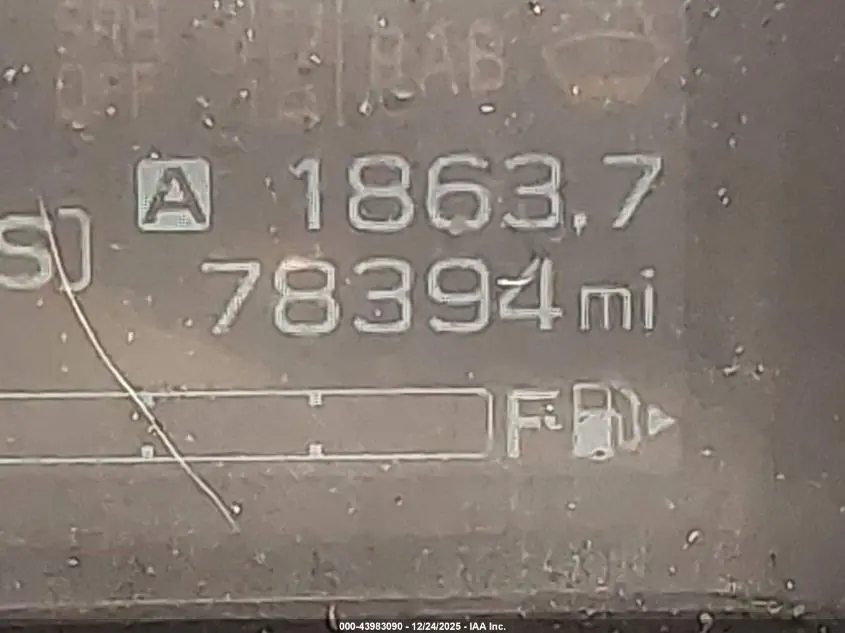 A 1863.7
S
78394 mi
F
000-43983090 - 12/24/2025 - IAA Inc.